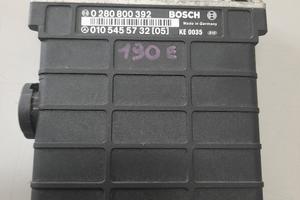 0 280 800 392 BOSCH
Made in Germany
010 545 57 32 (05) KE 0035
190 E